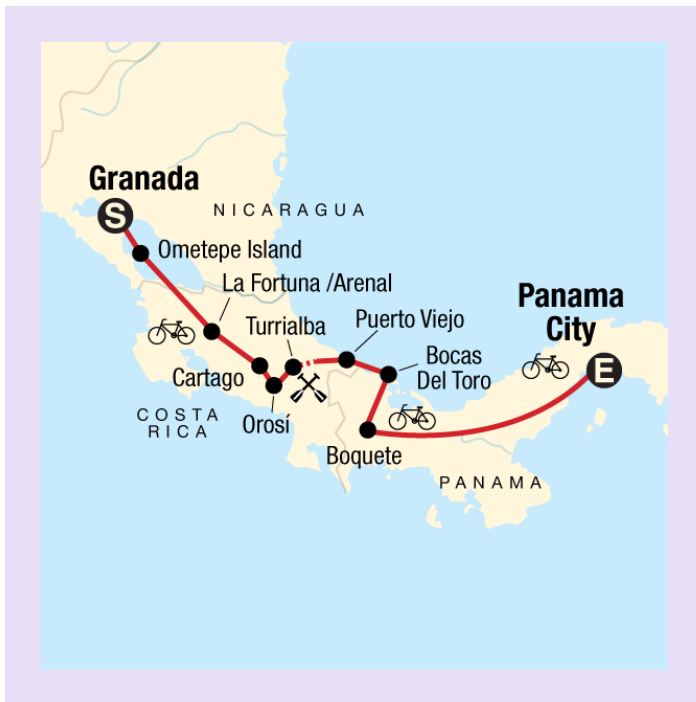 Granada
S
NICARAGUA
Ometepe Island
La Fortuna /Arenal
Turrialba
Puerto Viejo
Panama
City
E
Bocas
Del Toro
Cartago
Orosí
COSTA
RICA
Boquete
PANAMA